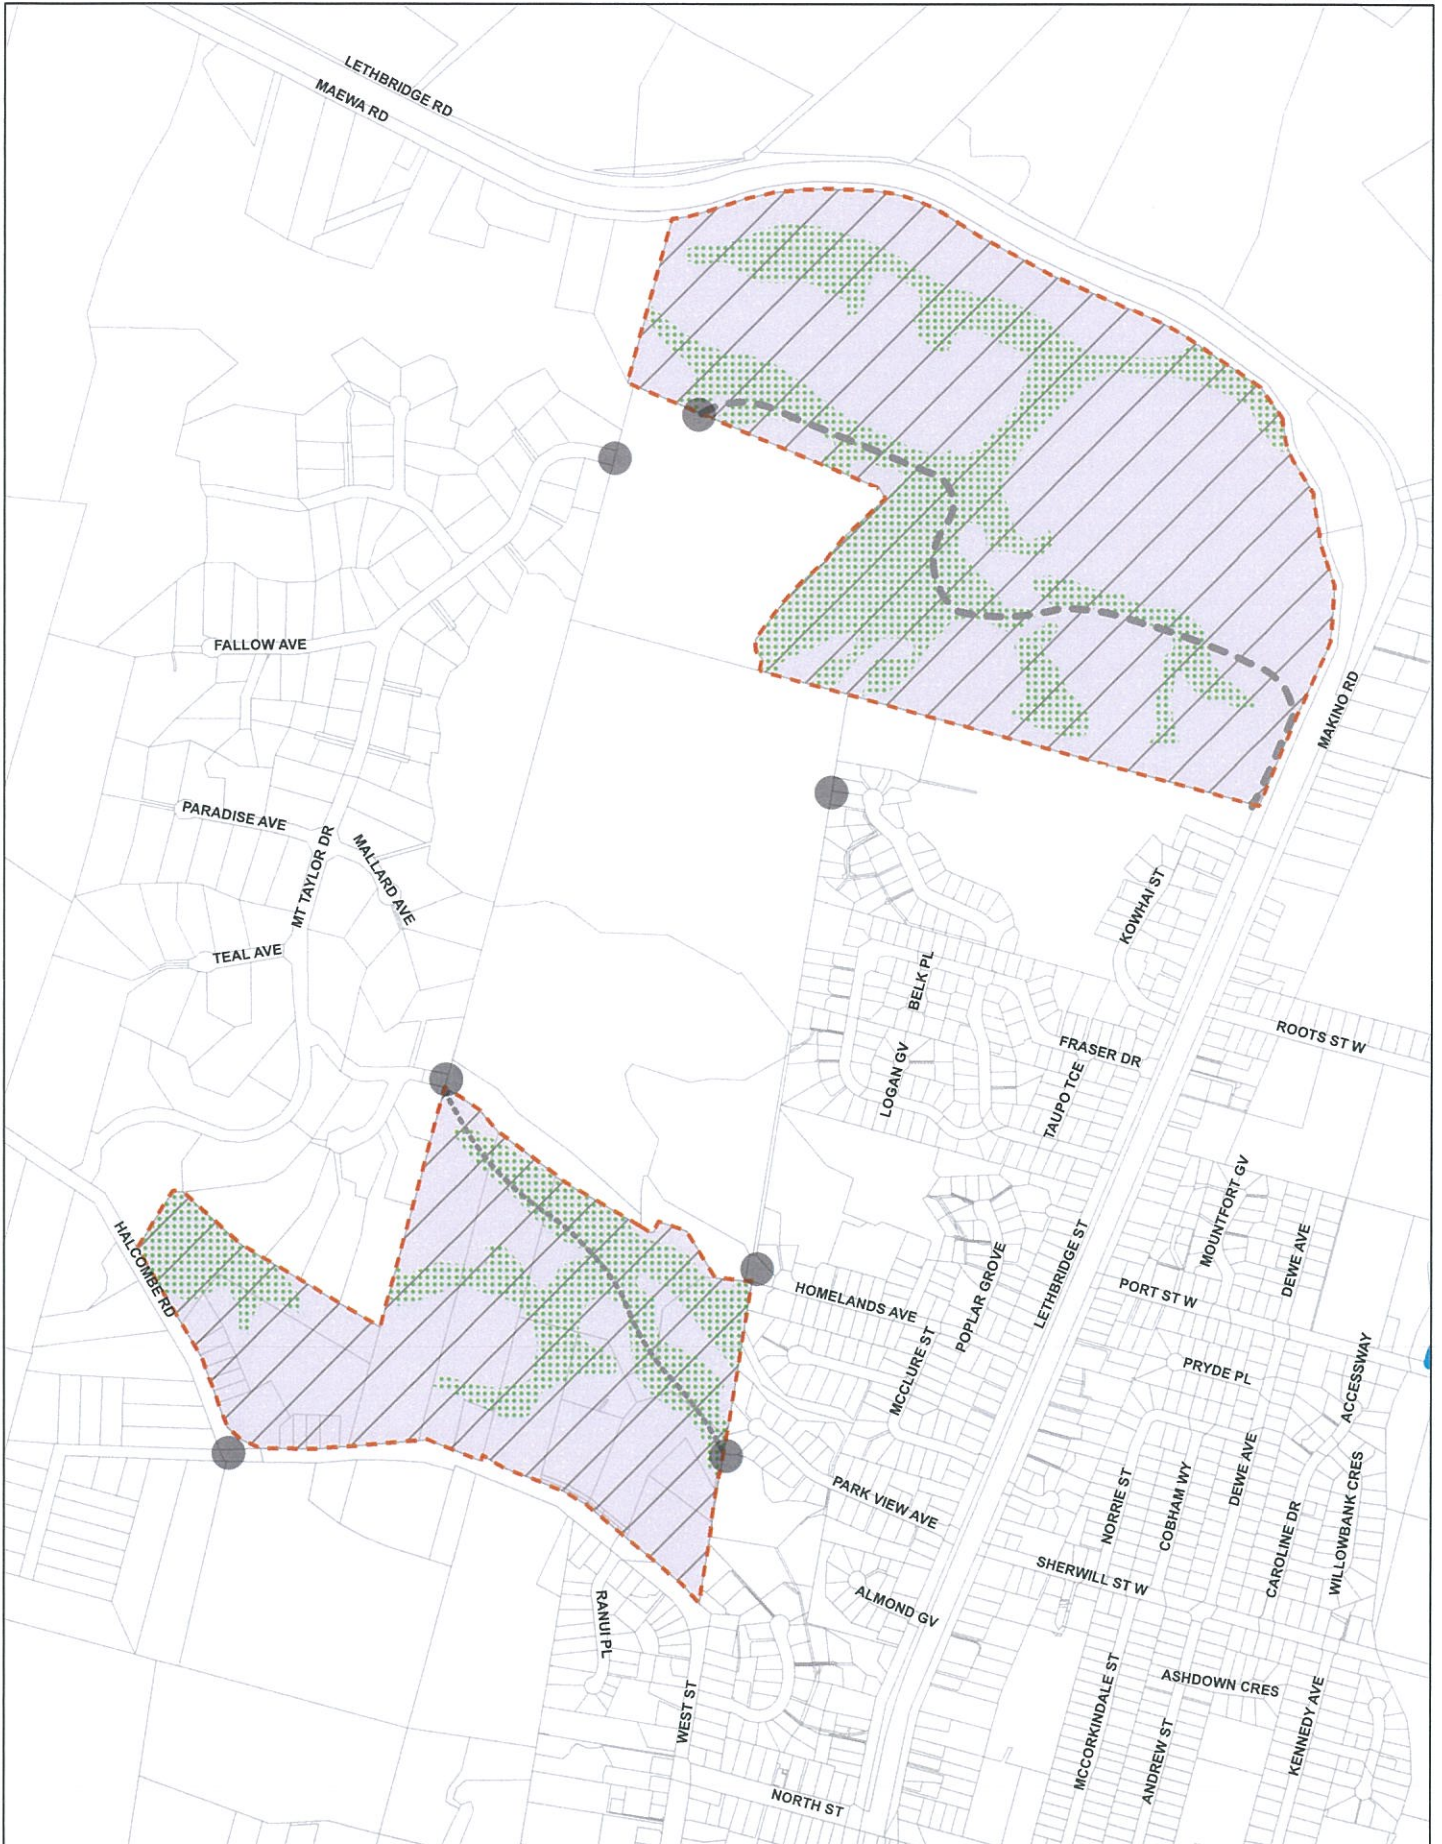 LETHBRIDGE RD
MAEWA RD
FALLOW AVE
MAKINO RD
PARADISE AVE
MT TAYLOR DR
MALLARD AVE
TEAL AVE
KOWHAI ST
BELK PL
ROOTS ST W
FRASER DR
LOGAN GV
TAUPO TCE
MOUNTFORT GV
HALCOMBE RD
DEWE AVE
LETHBRIDGE ST
POPLAR GROVE
HOMELANDS AVE
PORT ST W
MCCLURE ST
PRYDE PL
ACCESSWAY
PARK VIEW AVE
NORRIE ST
COBHAM WY
DEWE AVE
CAROLINE DR
WILLOWBANK CRES
SHERWILL ST W
ALMOND GV
RANUI PL
WEST ST
MCCORKINDALE ST
ASHDOWN CRES
ANDREW ST
KENNEDY AVE
NORTH ST